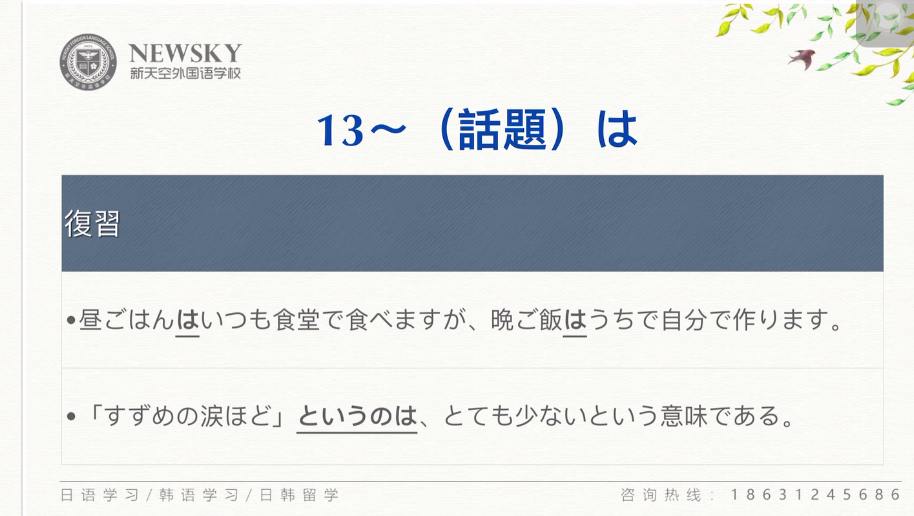 NEWSKY
新天空外国语学校
13～（話題）は
復習
•昼ごはんはいつも食堂で食べますが、晩ご飯はうちで自分で作ります。
•「すずめの涙ほど」というのは、とても少ないという意味である。
日语学习/韩语学习/日韩留学
咨询热线：18631245686